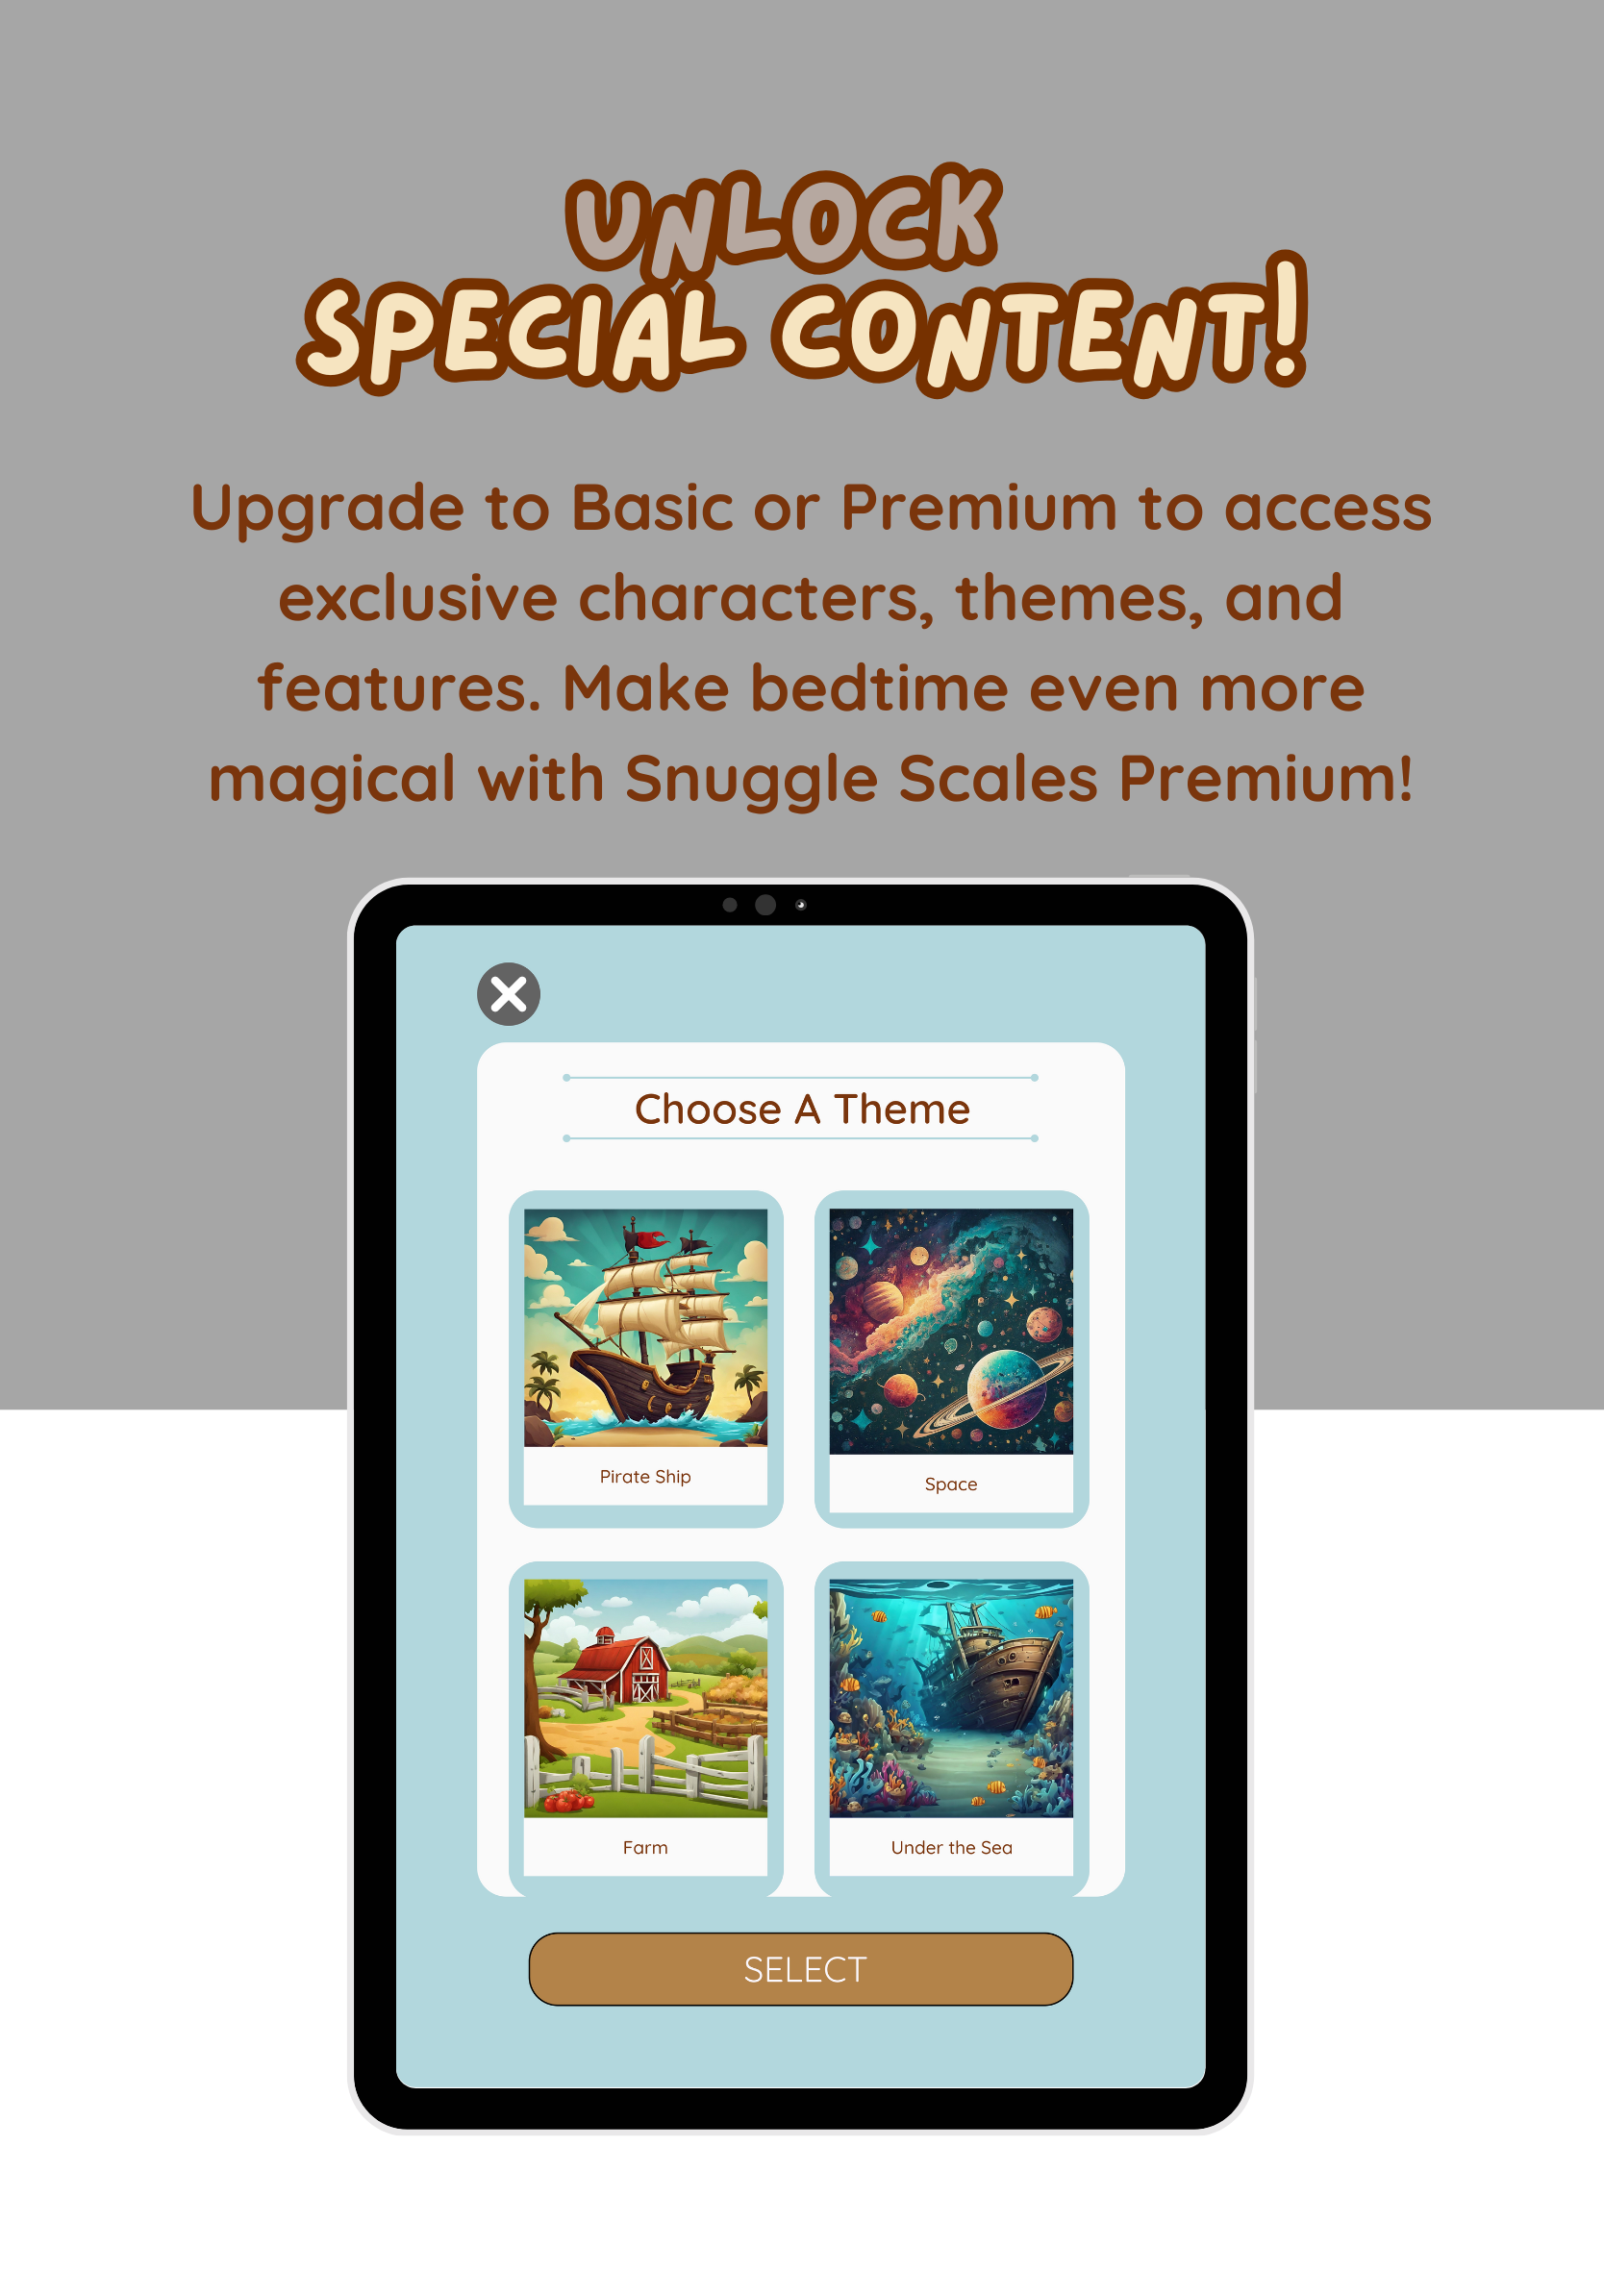 UNLOCK
SPECIAL CONTENT!
Upgrade to Basic or Premium to access
exclusive characters, themes, and
features. Make bedtime even more
magical with Snuggle Scales Premium!
Choose A Theme
Pirate Ship
Space
Farm
Under the Sea
SELECT